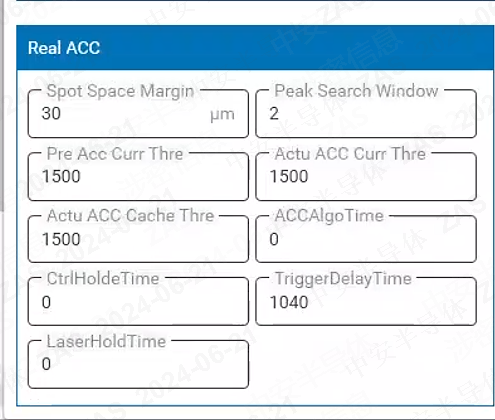 Real ACC
Spot Space Margin Peak Search Window
30 μm 2
Pre Acc Curr Thre Actu ACC Curr Thre
1500 1500
Actu ACC Cache Thre ACCAlgoTime
1500 0
CtrlHoldeTime TriggerDelayTime
0 1040
LaserHoldTime
0